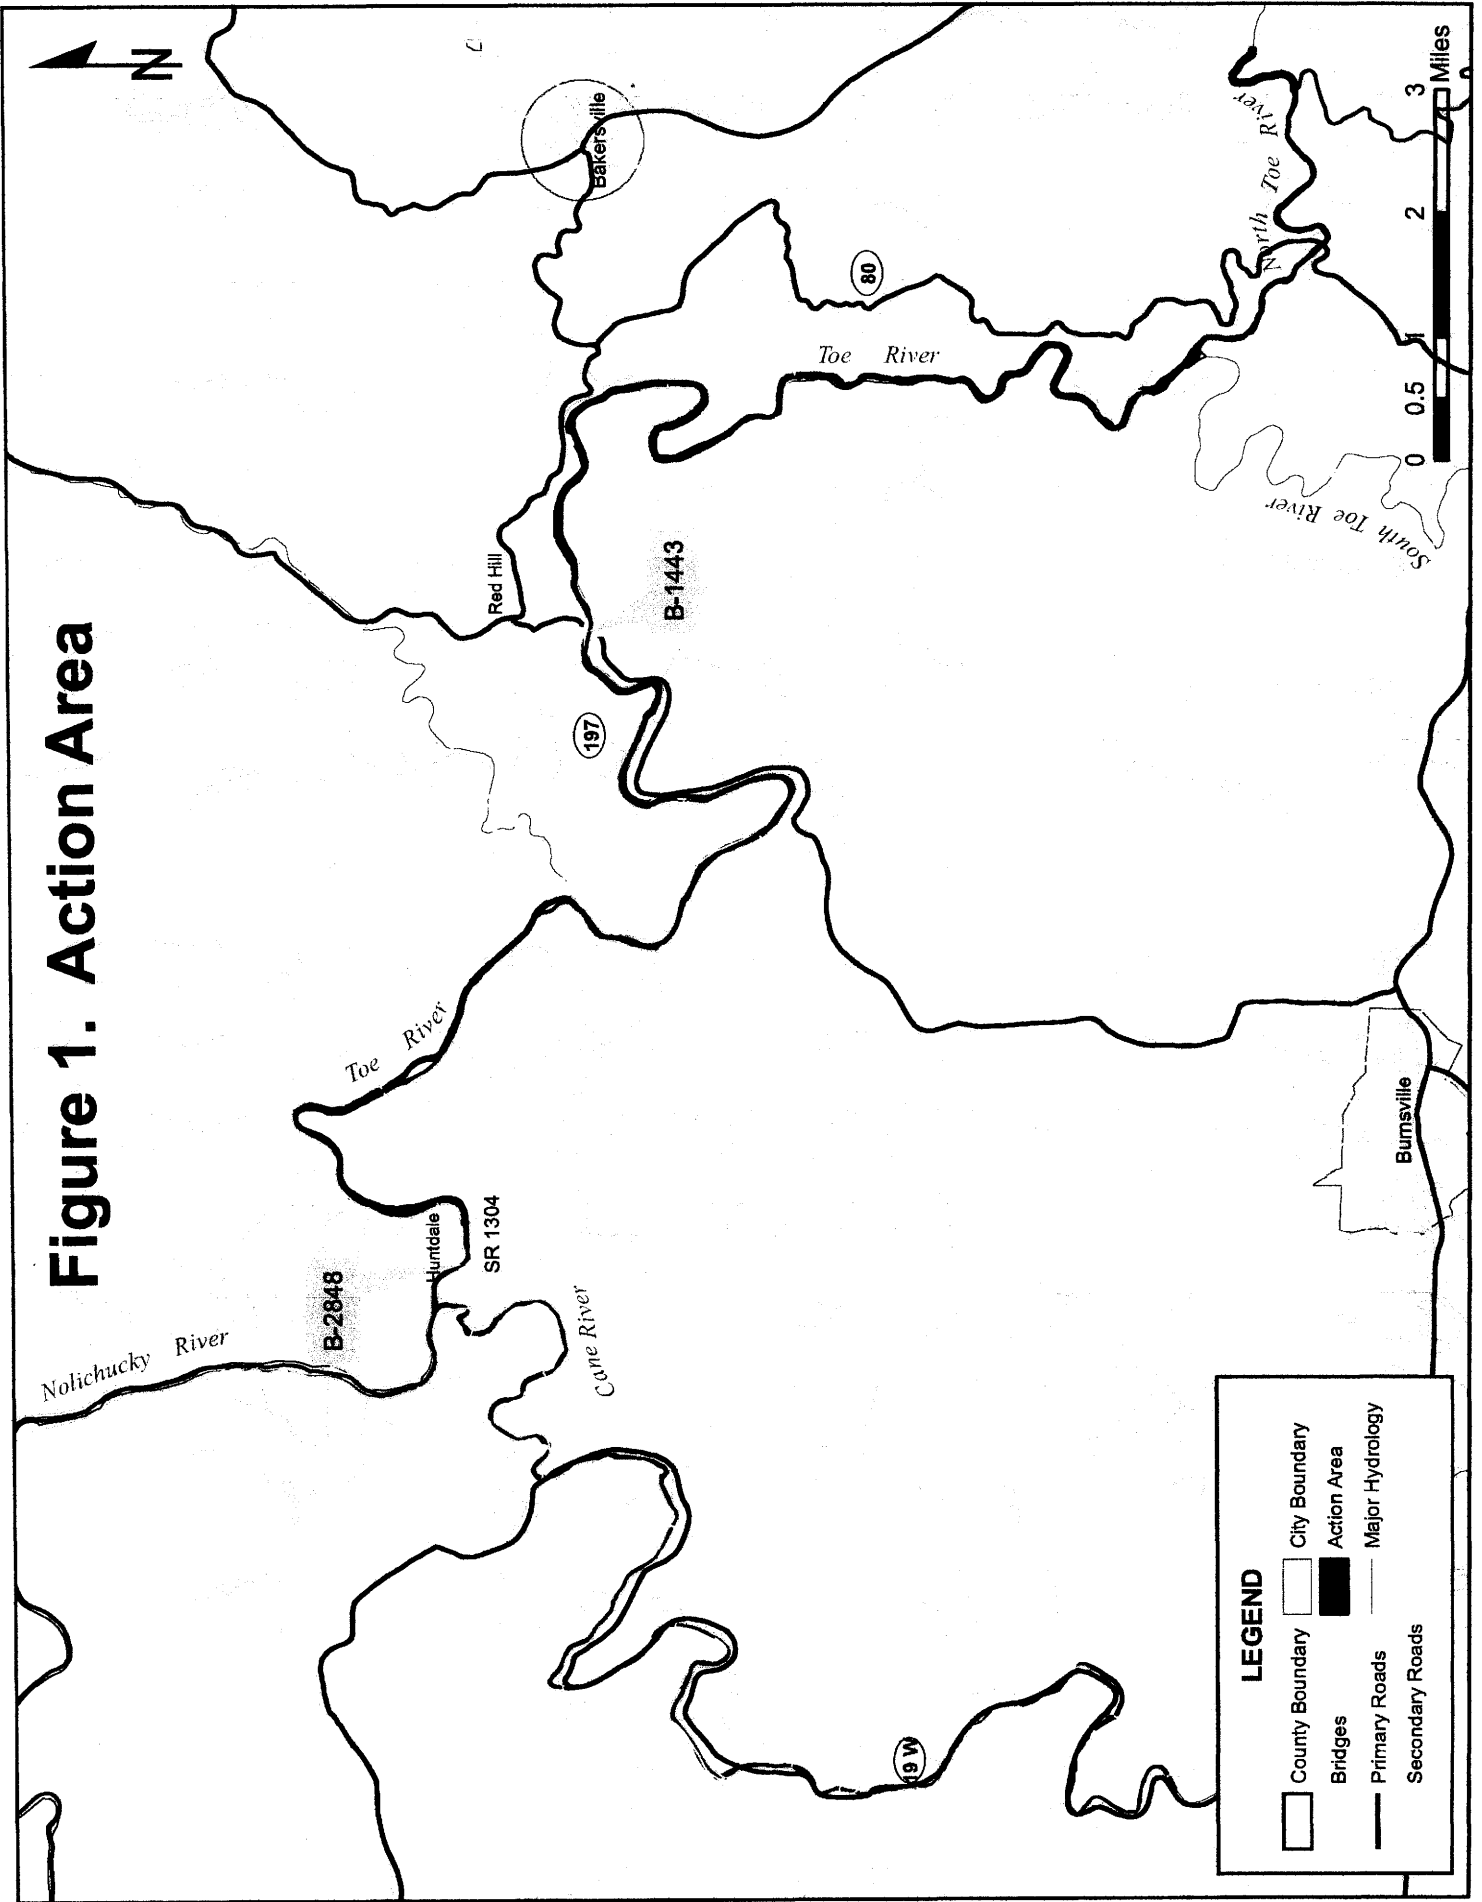 Figure 1. Action Area
N
Nolichucky River
B-2848
Huntdale
SR 1304
Toe River
Cane River
197
Red Hill
B-1443
Bakersville
80
Toe River
North Toe River
River
South Toe River
19 W
Burnsville
LEGEND
County Boundary
City Boundary
Bridges
Action Area
Primary Roads
Major Hydrology
Secondary Roads
0 0.5 1 2 3 Miles